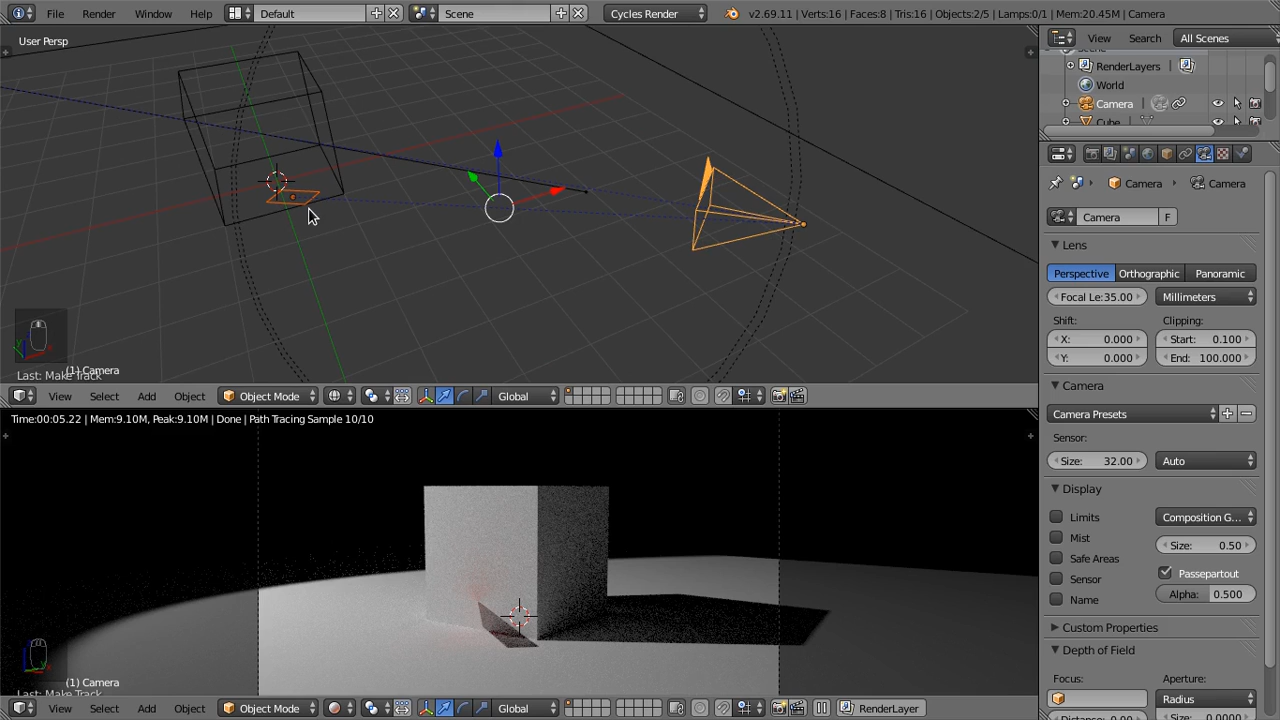 File Render Window Help Default Scene Cycles Render v2.69.11 | Verts:16 | Faces:8 | Tris:16 | Objects:2/5 | Lamps:0/1 | Mem:20.45M | Camera
User Persp
(1) Camera
Last: Make Track
View Select Add Object Object Mode Global
Time:00:05.22 | Mem:9.10M, Peak:9.10M | Done | Path Tracing Sample 10/10
(1) Camera
Last: Make Track
View Select Add Object Object Mode Global RenderLayer
View Search All Scenes
Scene
RenderLayers
World
Camera
Cube
Camera Camera
Camera F
Lens
Perspective Orthographic Panoramic
Focal Le:35.00 Millimeters
Shift: Clipping:
X: 0.000 Start: 0.100
Y: 0.000 End: 100.000
Camera
Camera Presets
Sensor:
Size: 32.00 Auto
Display
Limits Composition G...
Mist Size: 0.50
Safe Areas
Passepartout
Sensor
Name Alpha: 0.500
Custom Properties
Depth of Field
Focus: Aperture:
Radius
Distance: 0.00 Size: 0.0000